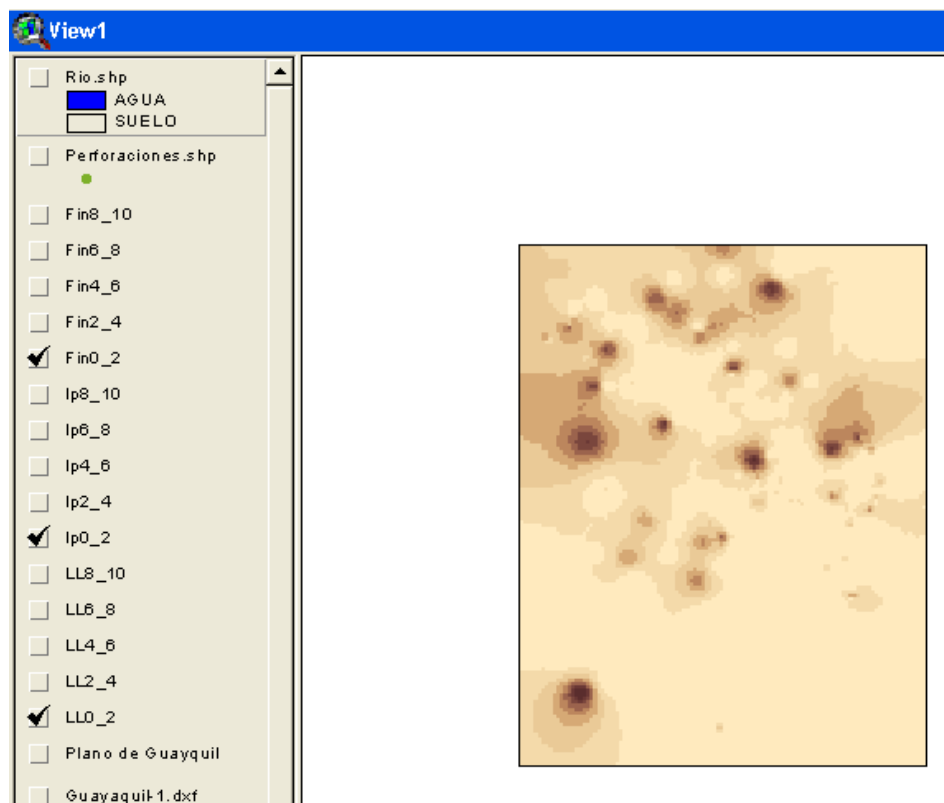 View1
Rio.shp
AGUA
SUELO
Perforaciones.shp
Fin8_10
Fin6_8
Fin4_6
Fin2_4
Fin0_2
Ip8_10
Ip6_8
Ip4_6
Ip2_4
Ip0_2
LL8_10
LL6_8
LL4_6
LL2_4
LL0_2
Plano de Guayquil
Guayaquil-1.dxf